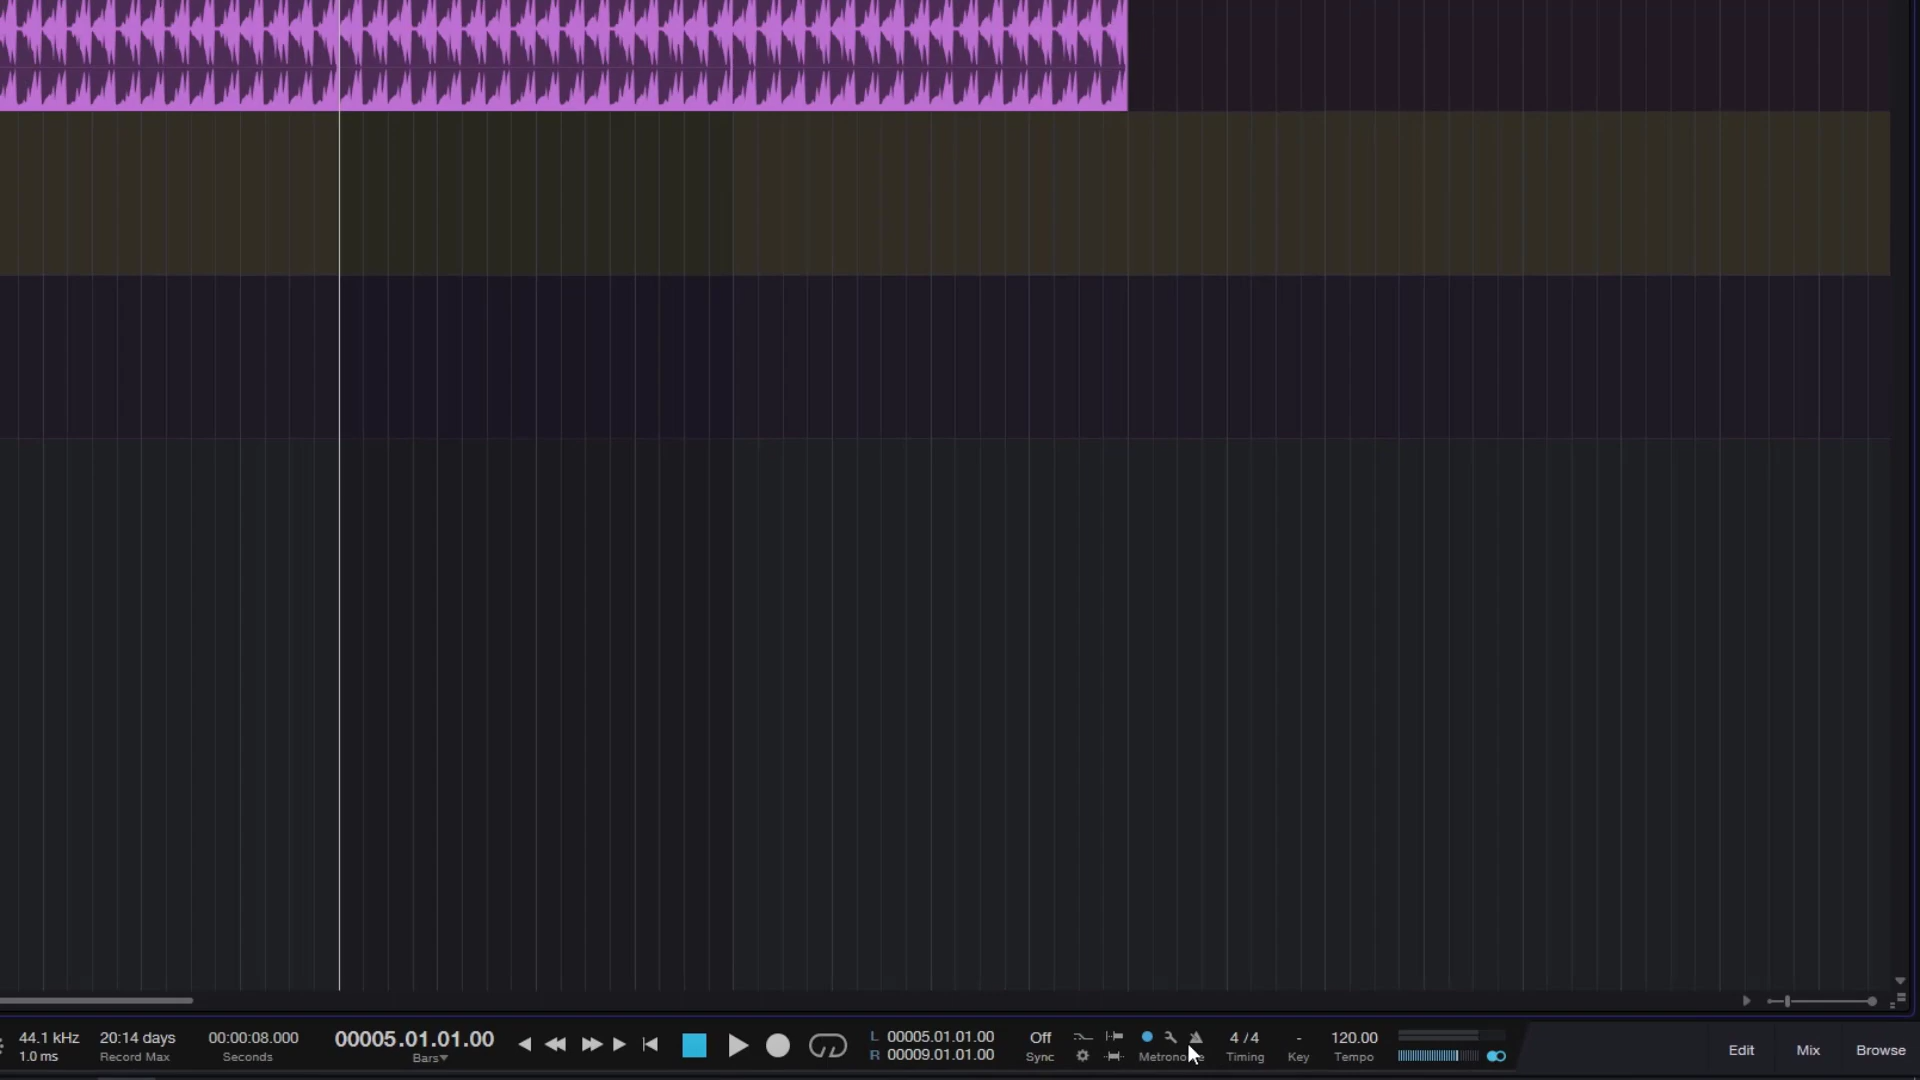 44.1 kHz
1.0 ms
20:14 days
Record Max
00:00:08.000
Seconds
00005.01.01.00
Bars
L 00005.01.01.00
R 00009.01.01.00
Off
Sync
4 / 4
Timing
-
Key
120.00
Tempo
Edit
Mix
Browse